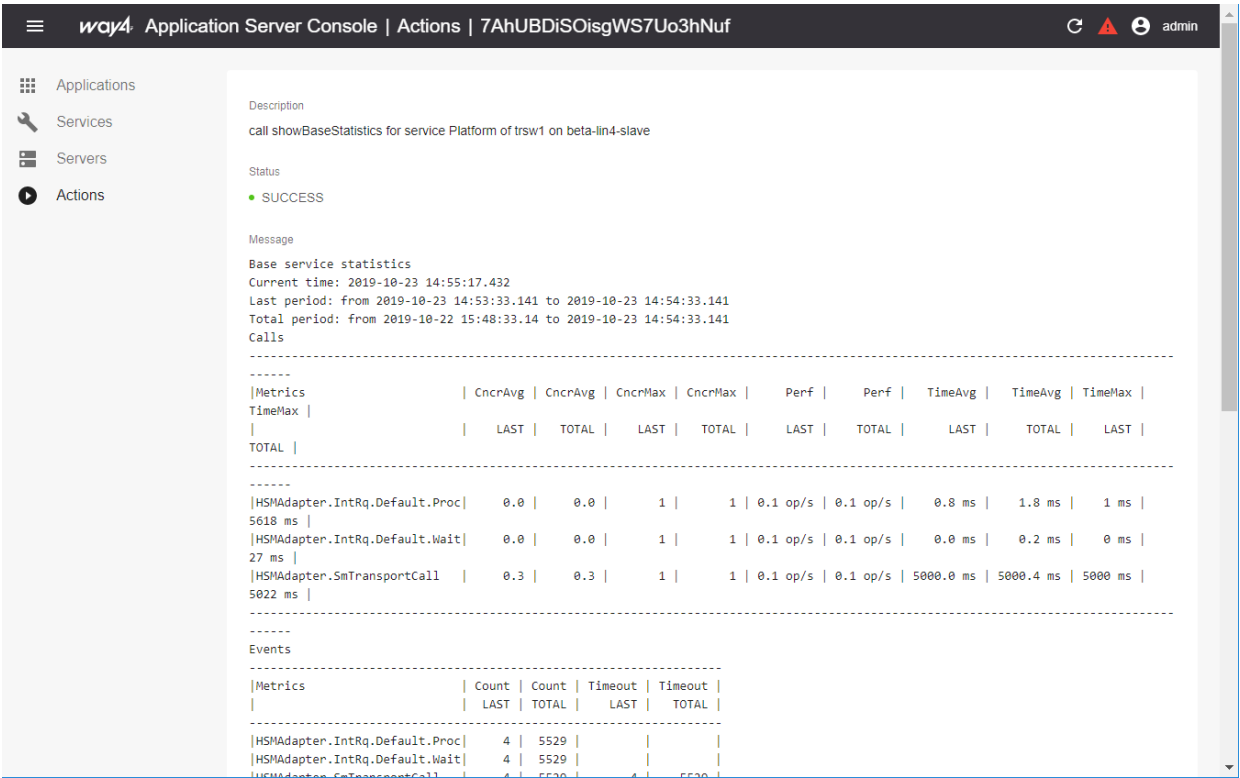 way4 Application Server Console | Actions | 7AhUBDiSOisgWS7Uo3hNuf
admin
Applications
Services
Servers
Actions
Description
call showBaseStatistics for service Platform of trsw1 on beta-lin4-slave
Status
SUCCESS
Message
Base service statistics
Current time: 2019-10-23 14:55:17.432
Last period: from 2019-10-23 14:53:33.141 to 2019-10-23 14:54:33.141
Total period: from 2019-10-22 15:48:33.14 to 2019-10-23 14:54:33.141
Calls
-----------------------------------------------------------------------------------------------------------------------------------
------
|Metrics                      | CncrAvg | CncrAvg | CncrMax | CncrMax |     Perf |     Perf |   TimeAvg |   TimeAvg | TimeMax |
TimeMax |
|                             |    LAST |   TOTAL |    LAST |   TOTAL |     LAST |    TOTAL |      LAST |     TOTAL |    LAST |
TOTAL |
-----------------------------------------------------------------------------------------------------------------------------------
------
|HSMAdapter.IntRq.Default.Proc|     0.0 |     0.0 |       1 |       1 | 0.1 op/s | 0.1 op/s |    0.8 ms |    1.8 ms |    1 ms |
5618 ms |
|HSMAdapter.IntRq.Default.Wait|     0.0 |     0.0 |       1 |       1 | 0.1 op/s | 0.1 op/s |    0.0 ms |    0.2 ms |    0 ms |
27 ms |
|HSMAdapter.SmTransportCall   |     0.3 |     0.3 |       1 |       1 | 0.1 op/s | 0.1 op/s | 5000.0 ms | 5000.4 ms | 5000 ms |
5022 ms |
-----------------------------------------------------------------------------------------------------------------------------------
------
Events
-------------------------------------------------------------------
|Metrics                      | Count | Count | Timeout | Timeout |
|                             |  LAST | TOTAL |    LAST |   TOTAL |
-------------------------------------------------------------------
|HSMAdapter.IntRq.Default.Proc|     4 |  5529 |         |         |
|HSMAdapter.IntRq.Default.Wait|     4 |  5529 |         |         |
|HSMAdapter.SmTransportCall   |     4 |  5529 |       4 |    5529 |